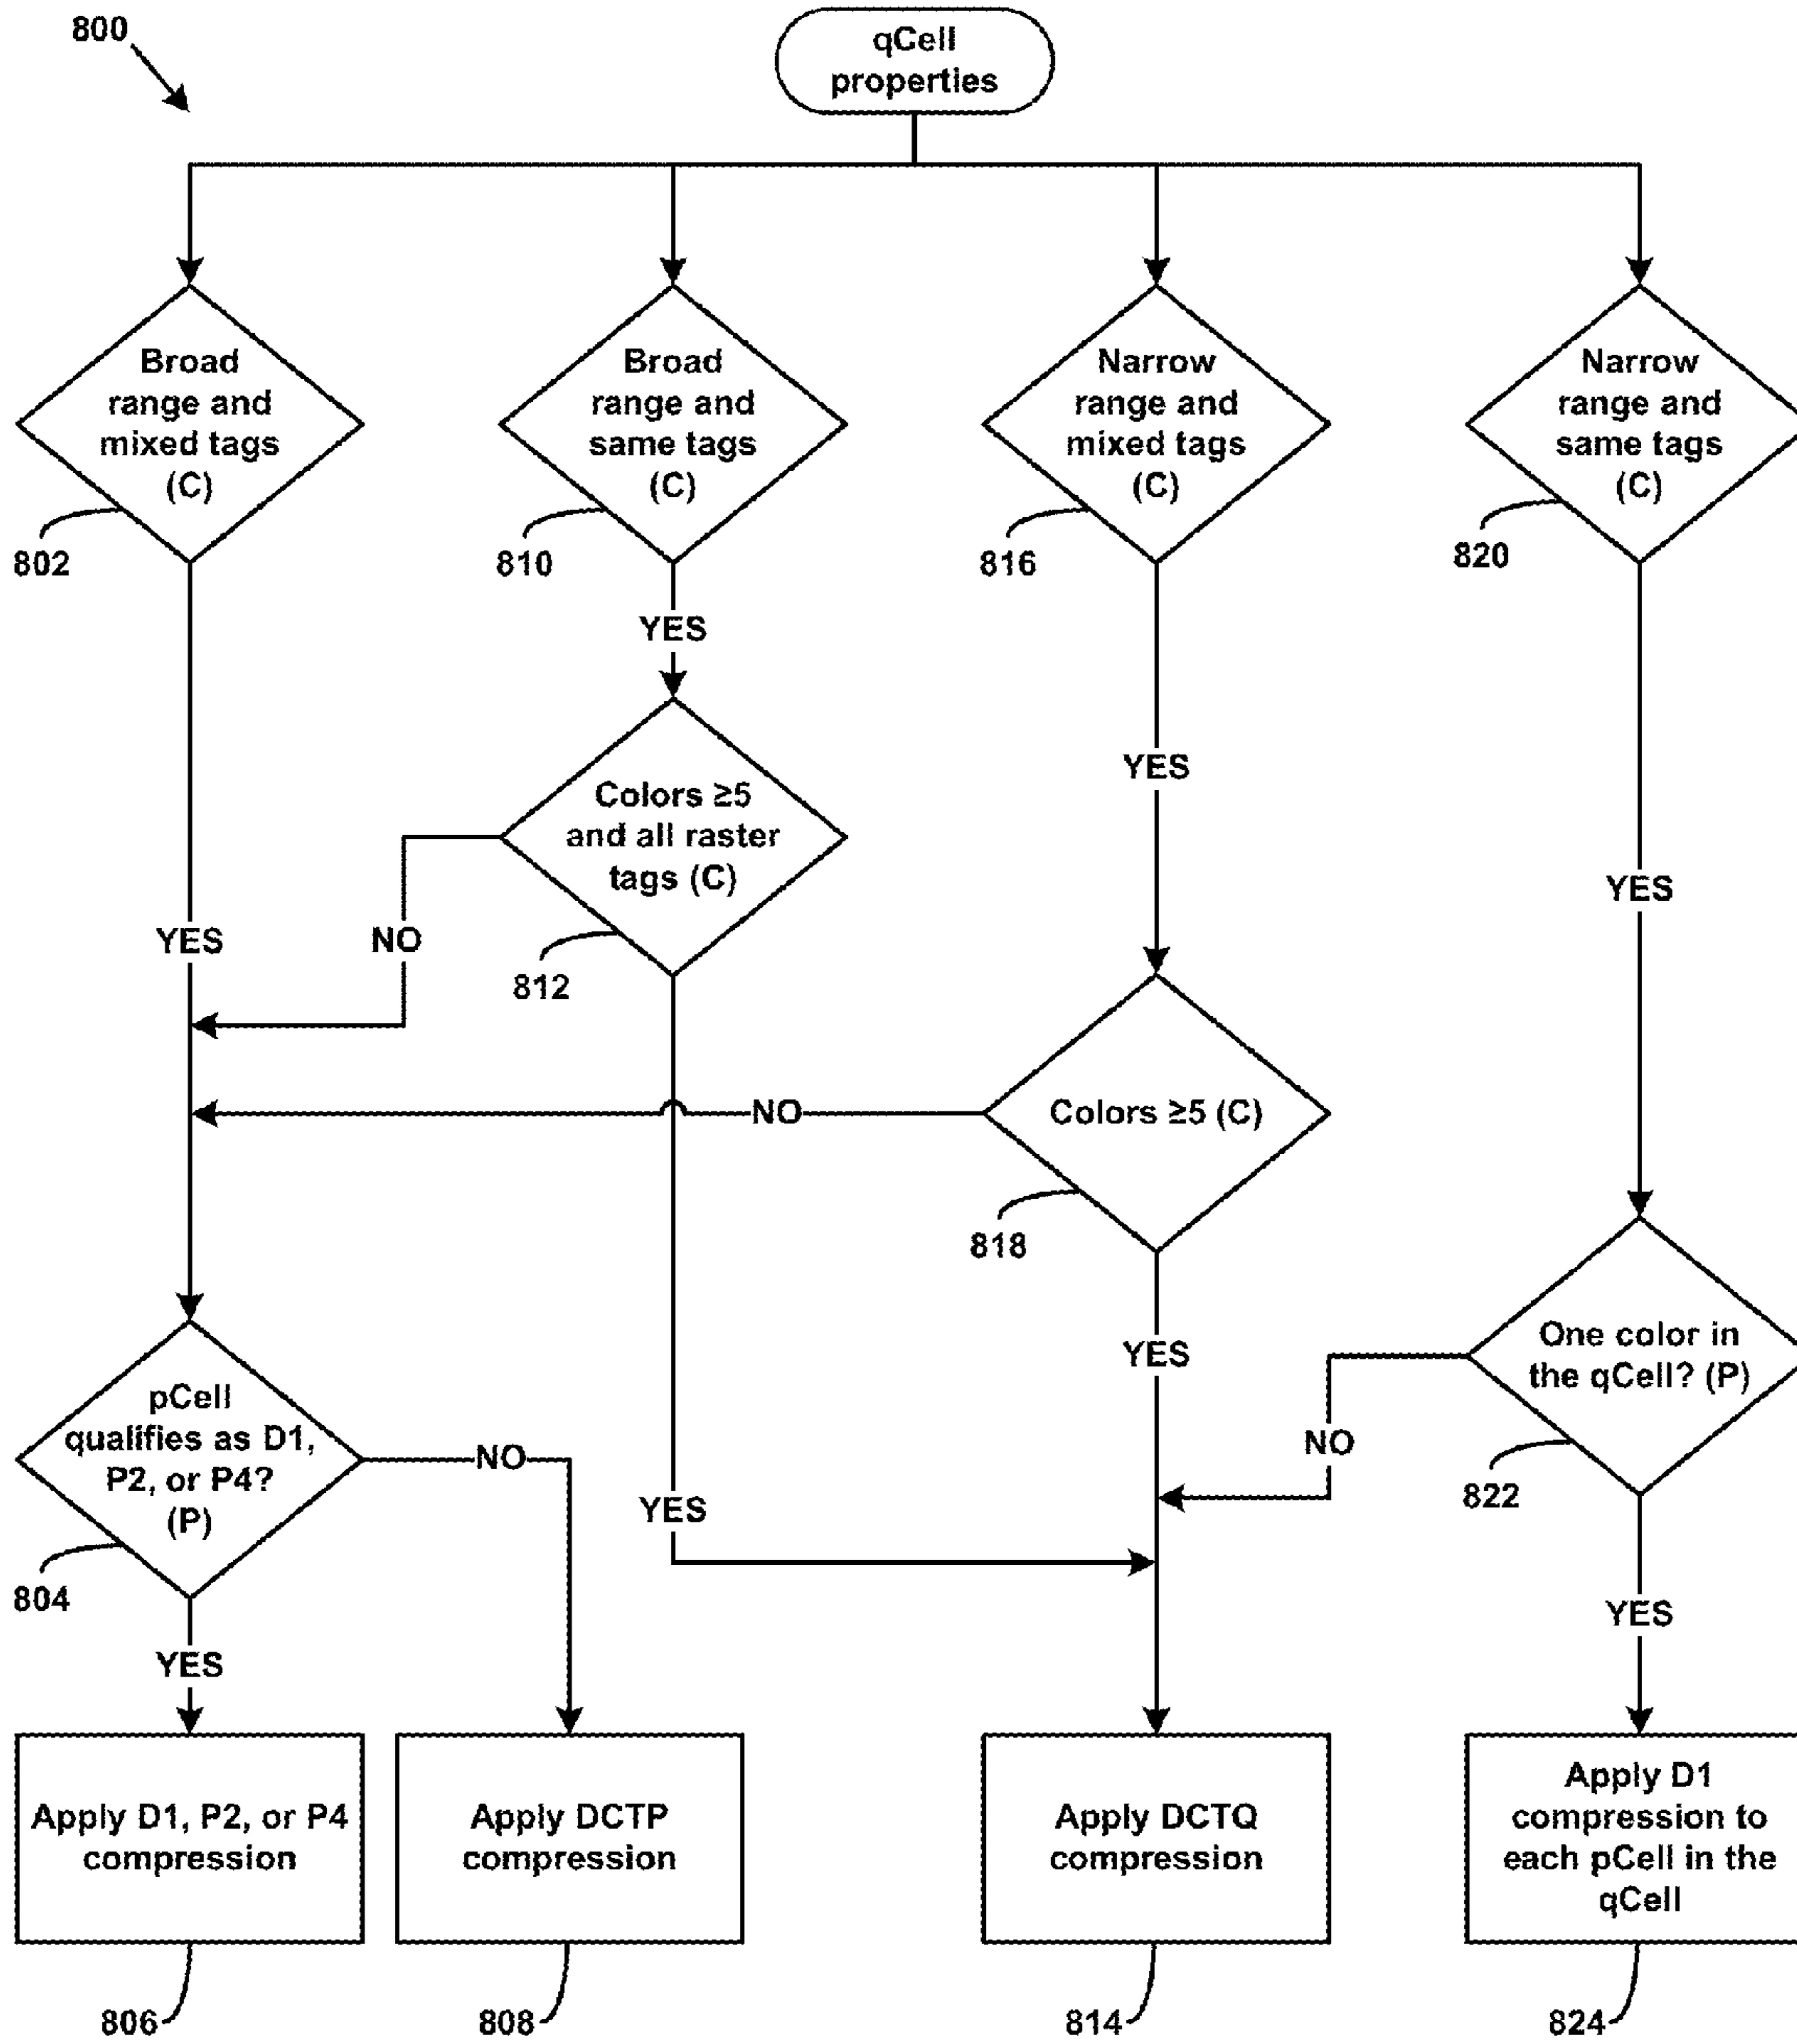 800
qCell
properties
Broad
range and
mixed tags
(C)
802
Broad
range and
same tags
(C)
810
Narrow
range and
mixed tags
(C)
816
Narrow
range and
same tags
(C)
820
YES
Colors ≥5
and all raster
tags (C)
812
YES
YES
YES
NO
Colors ≥5 (C)
818
NO
One color in
the qCell? (P)
822
YES
NO
pCell
qualifies as D1,
P2, or P4?
(P)
804
NO
YES
YES
YES
Apply D1, P2, or P4
compression
806
Apply DCTP
compression
808
Apply DCTQ
compression
814
Apply D1
compression to
each pCell in the
qCell
824